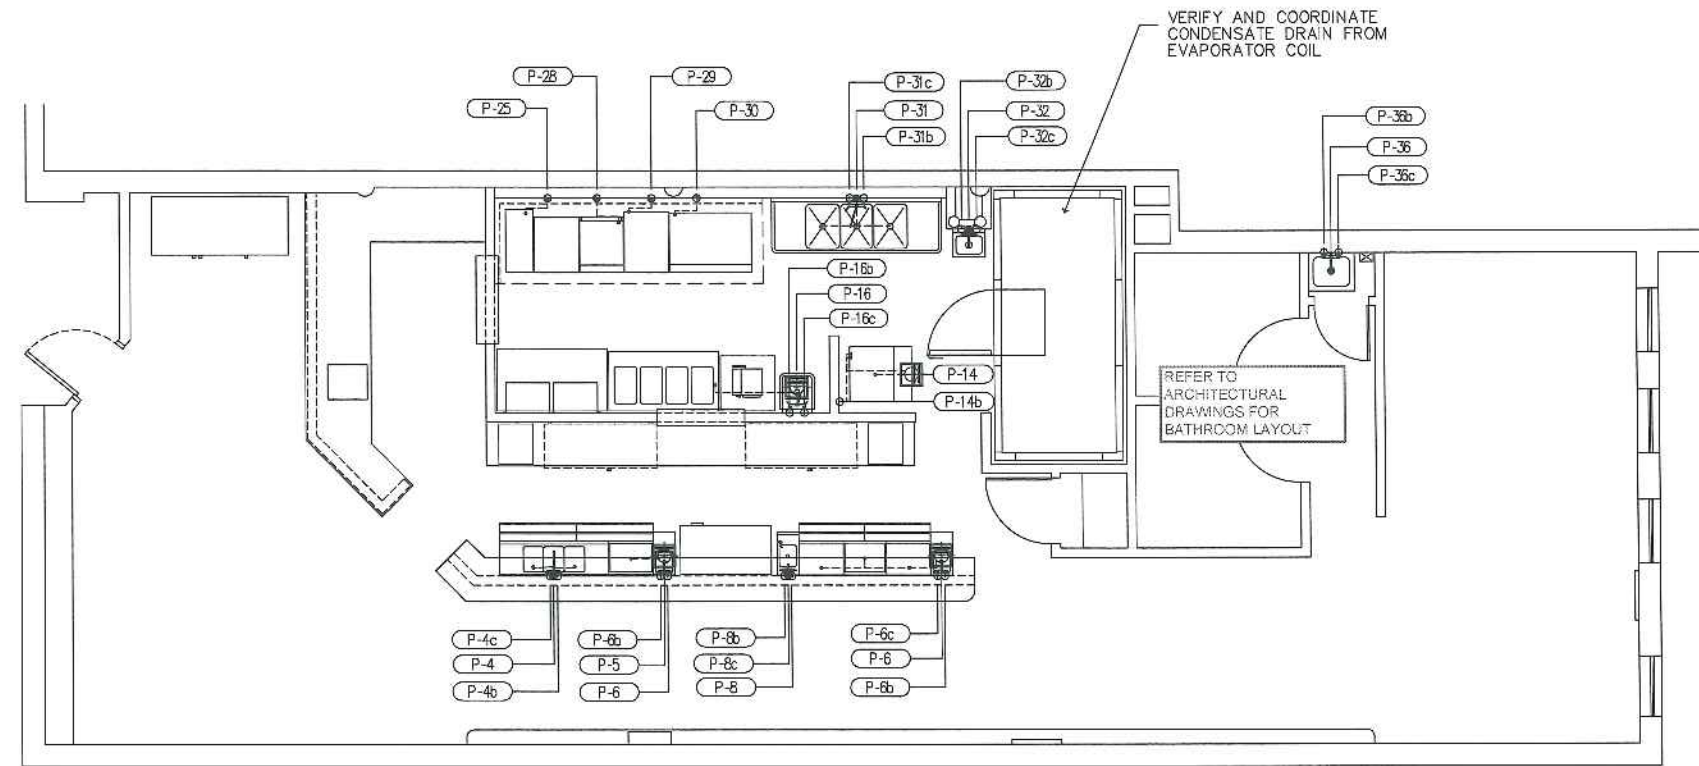 VERIFY AND COORDINATE
CONDENSATE DRAIN FROM
EVAPORATOR COIL
P-28
P-29
P-25
P-30
P-31c
P-31
P-31b
P-32b
P-32
P-32c
P-36b
P-36
P-36c
P-16b
P-16
P-16c
P-14
P-14b
REFER TO
ARCHITECTURAL
DRAWINGS FOR
BATHROOM LAYOUT
P-4c
P-4
P-4b
P-6b
P-5
P-6
P-8b
P-8c
P-8
P-6c
P-6
P-6b